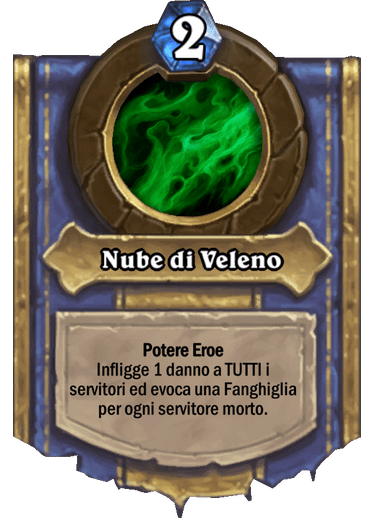 2
Nube di Veleno
Potere Eroe
Infligge 1 danno a TUTTI i
servitori ed evoca una Fanghiglia
per ogni servitore morto.